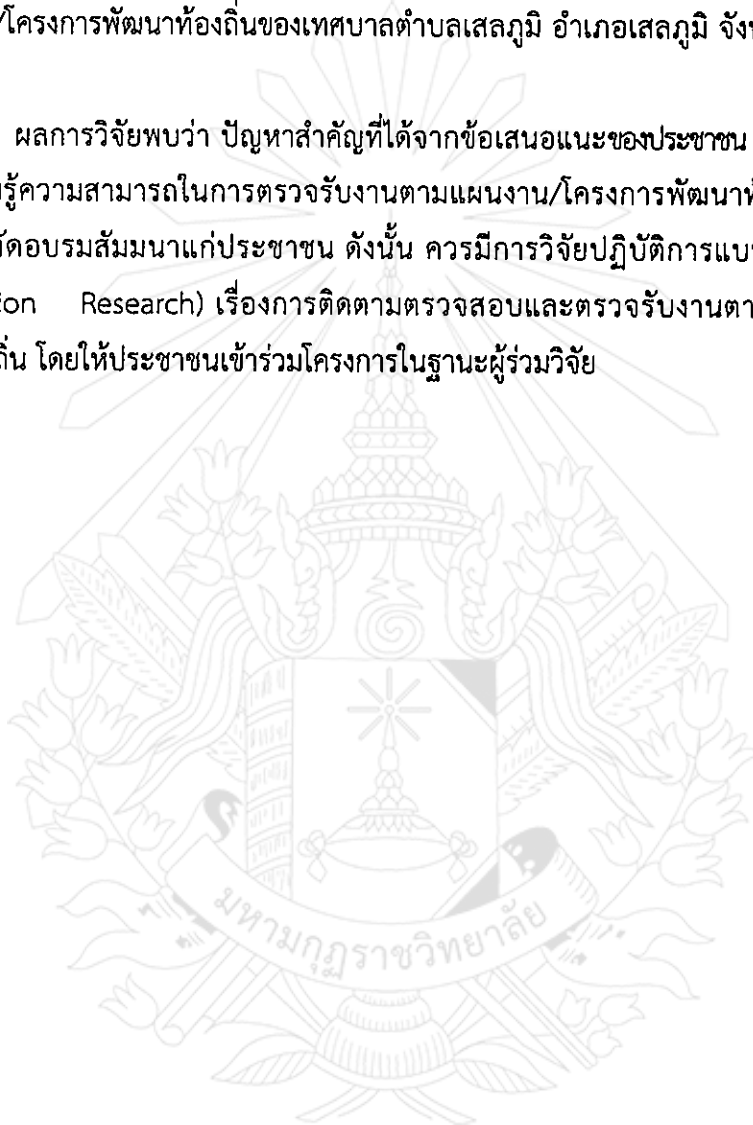 /โครงการพัฒนาท้องถิ่นของเทศบาลตำบลเสลภูมิ อำเภอเสลภูมิ
ผลการวิจัยพบว่า ปัญหาสำคัญที่ได้จากข้อเสนอแนะของประชาชน
รู้ความสามารถในการตรวจรับงานตามแผนงาน/โครงการพัฒนา
ดอบรมสัมมนาแก่ประชาชน ดังนั้น ควรมีการวิจัยปฏิบัติการ
ion Research) เรื่องการติดตามตรวจสอบและตรวจรับงาน
ถิ่น โดยให้ประชาชนเข้าร่วมโครงการในฐานะผู้ร่วมวิจัย
มหามกุฏราชวิทยาลัย